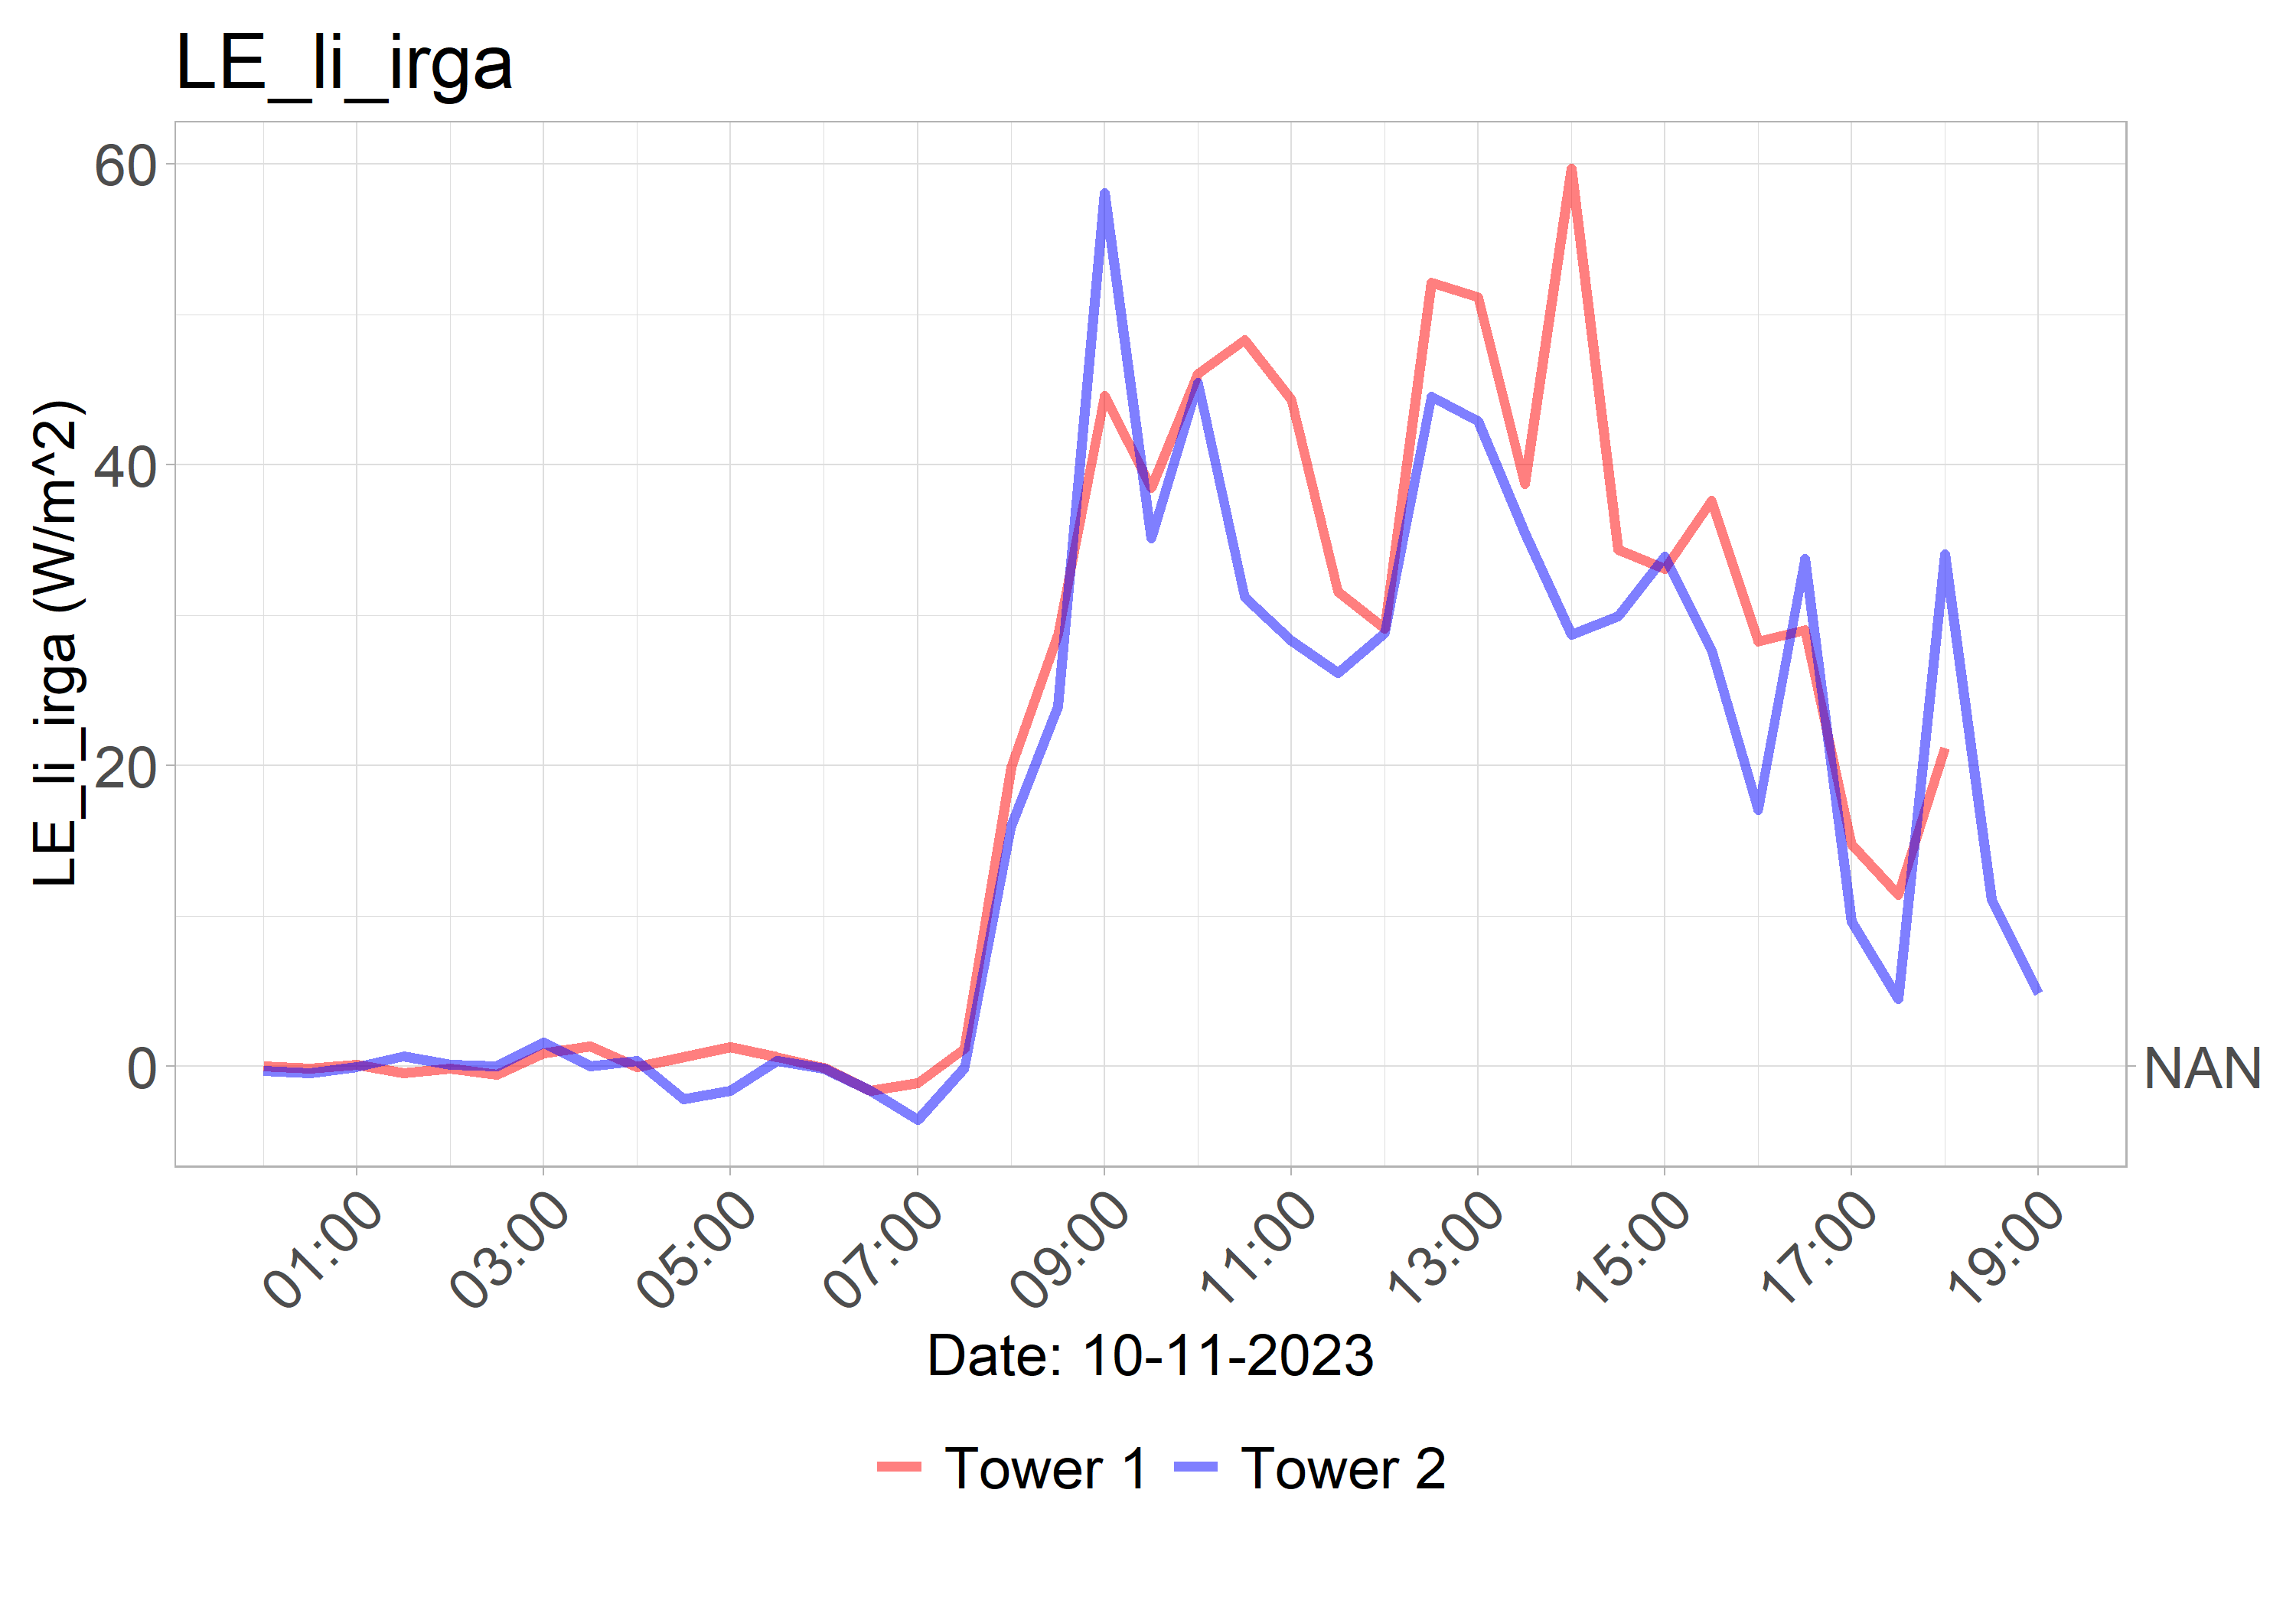 LE_li_irga
LE_li_irga (W/m^2)
60
40
20
0
NAN
01:00 03:00 05:00 07:00 09:00 11:00 13:00 15:00 17:00 19:00
Date: 10-11-2023
Tower 1 Tower 2